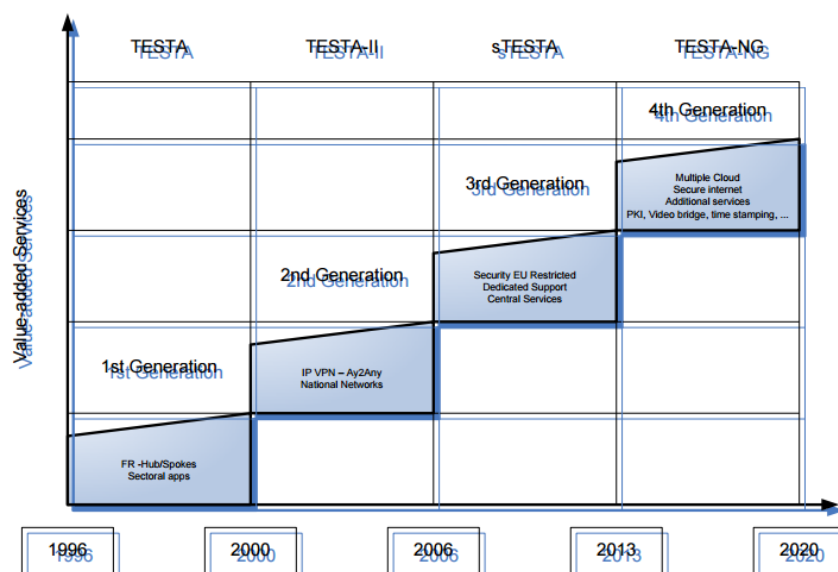 TESTA
TESTA-II
sTESTA
TESTA-NG
4th Generation
Multiple Cloud
Secure internet
Additional services
PKI, Video bridge, time stamping, ...
3rd Generation
Security EU Restricted
Dedicated Support
Central Services
2nd Generation
IP VPN – Ay2Any
National Networks
1st Generation
FR -Hub/Spokes
Sectoral apps
Value-added Services
1996
2000
2006
2013
2020